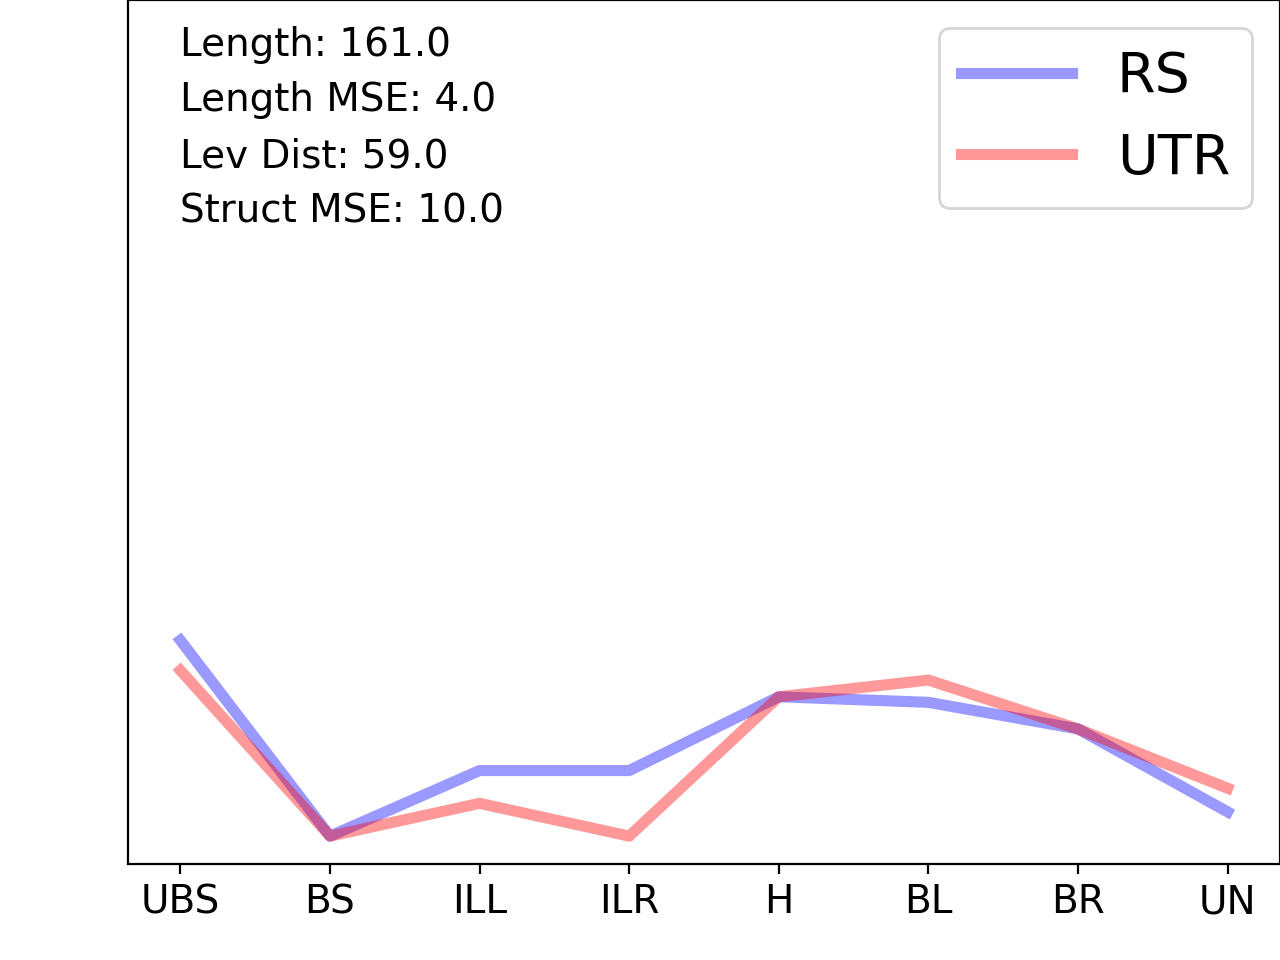 Length: 161.0
Length MSE: 4.0
Lev Dist: 59.0
Struct MSE: 10.0
RS
UTR
UBS BS ILL ILR H BL BR UN